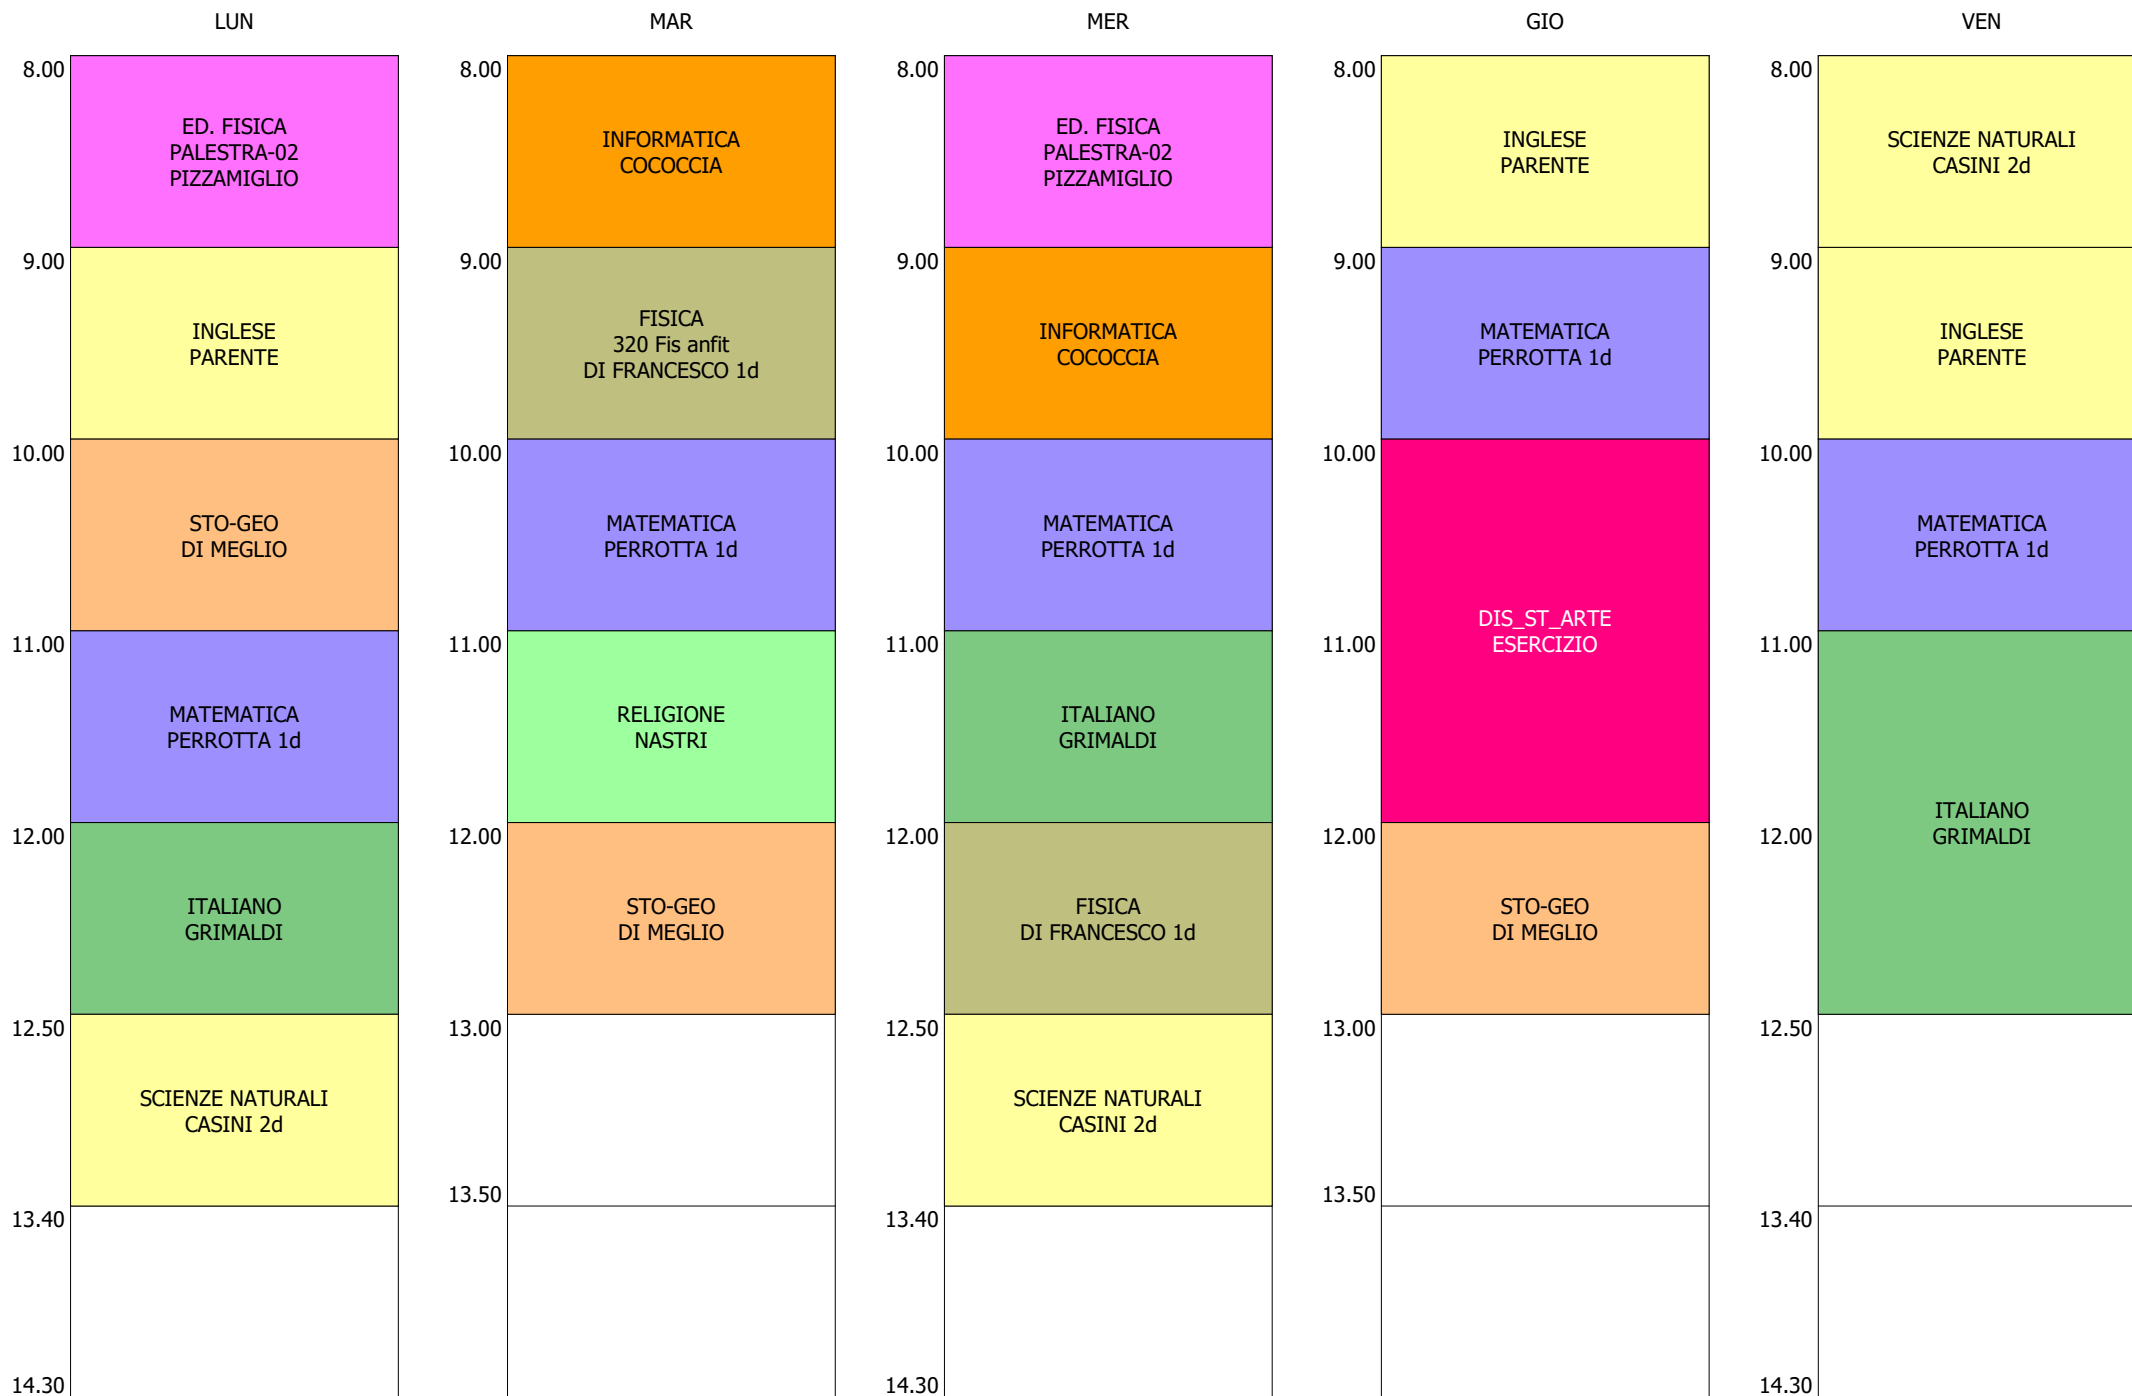 LUN
8.00
ED. FISICA
PALESTRA-02
PIZZAMIGLIO
9.00
INGLESE
PARENTE
10.00
STO-GEO
DI MEGLIO
11.00
MATEMATICA
PERROTTA 1d
12.00
ITALIANO
GRIMALDI
12.50
SCIENZE NATURALI
CASINI 2d
13.40
14.30
MAR
8.00
INFORMATICA
COCOCCIA
9.00
FISICA
320 Fis anfit
DI FRANCESCO 1d
10.00
MATEMATICA
PERROTTA 1d
11.00
RELIGIONE
NASTRI
12.00
STO-GEO
DI MEGLIO
13.00
13.50
MER
8.00
ED. FISICA
PALESTRA-02
PIZZAMIGLIO
9.00
INFORMATICA
COCOCCIA
10.00
MATEMATICA
PERROTTA 1d
11.00
ITALIANO
GRIMALDI
12.00
FISICA
DI FRANCESCO 1d
12.50
SCIENZE NATURALI
CASINI 2d
13.40
14.30
GIO
8.00
INGLESE
PARENTE
9.00
MATEMATICA
PERROTTA 1d
10.00
DIS_ST_ARTE
ESERCIZIO
11.00
12.00
STO-GEO
DI MEGLIO
13.00
13.50
VEN
8.00
SCIENZE NATURALI
CASINI 2d
9.00
INGLESE
PARENTE
10.00
MATEMATICA
PERROTTA 1d
11.00
ITALIANO
GRIMALDI
12.00
12.50
13.40
14.30